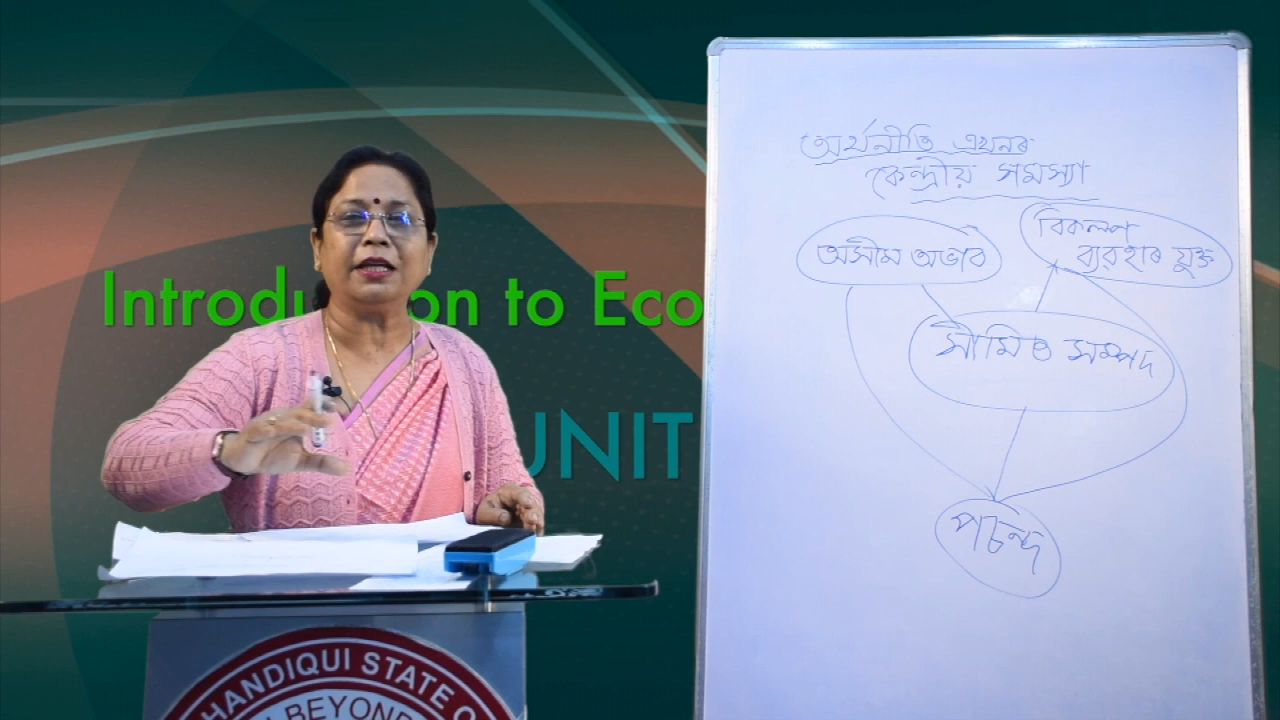 Introdu on to Eco
UNIT
HANDIQUI STATE O
BEYOND
অৰ্থনীতি এখনৰ
কেন্দ্ৰীয় সমস্যা
অসীম অভাৱ
বিকল্প
ব্যৱহাৰ যুক্ত
সীমিত সম্পদ
পচন্দ